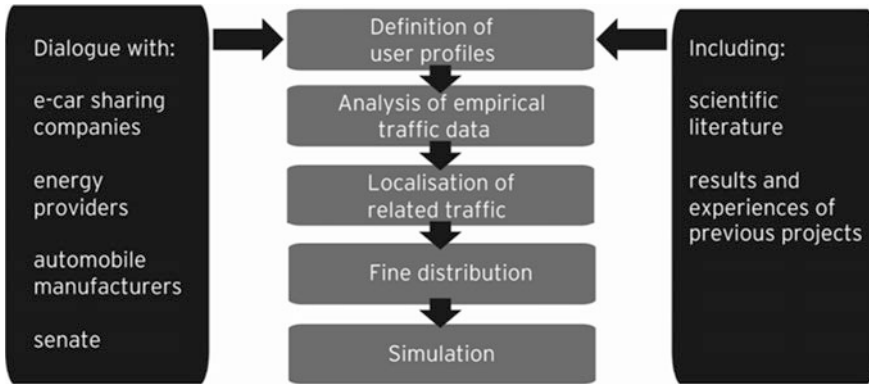 Dialogue with:
e-car sharing
companies
energy
providers
automobile
manufacturers
senate
Definition of
user profiles
Analysis of empirical
traffic data
Localisation of
related traffic
Fine distribution
Simulation
Including:
scientific
literature
results and
experiences of
previous projects